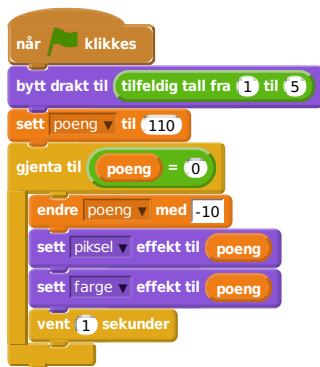 når klikkes
bytt drakt til tilfeldig tall fra 1 til 5
sett poeng til 110
gjenta til poeng = 0
endre poeng med -10
sett piksel effekt til poeng
sett farge effekt til poeng
vent 1 sekunder